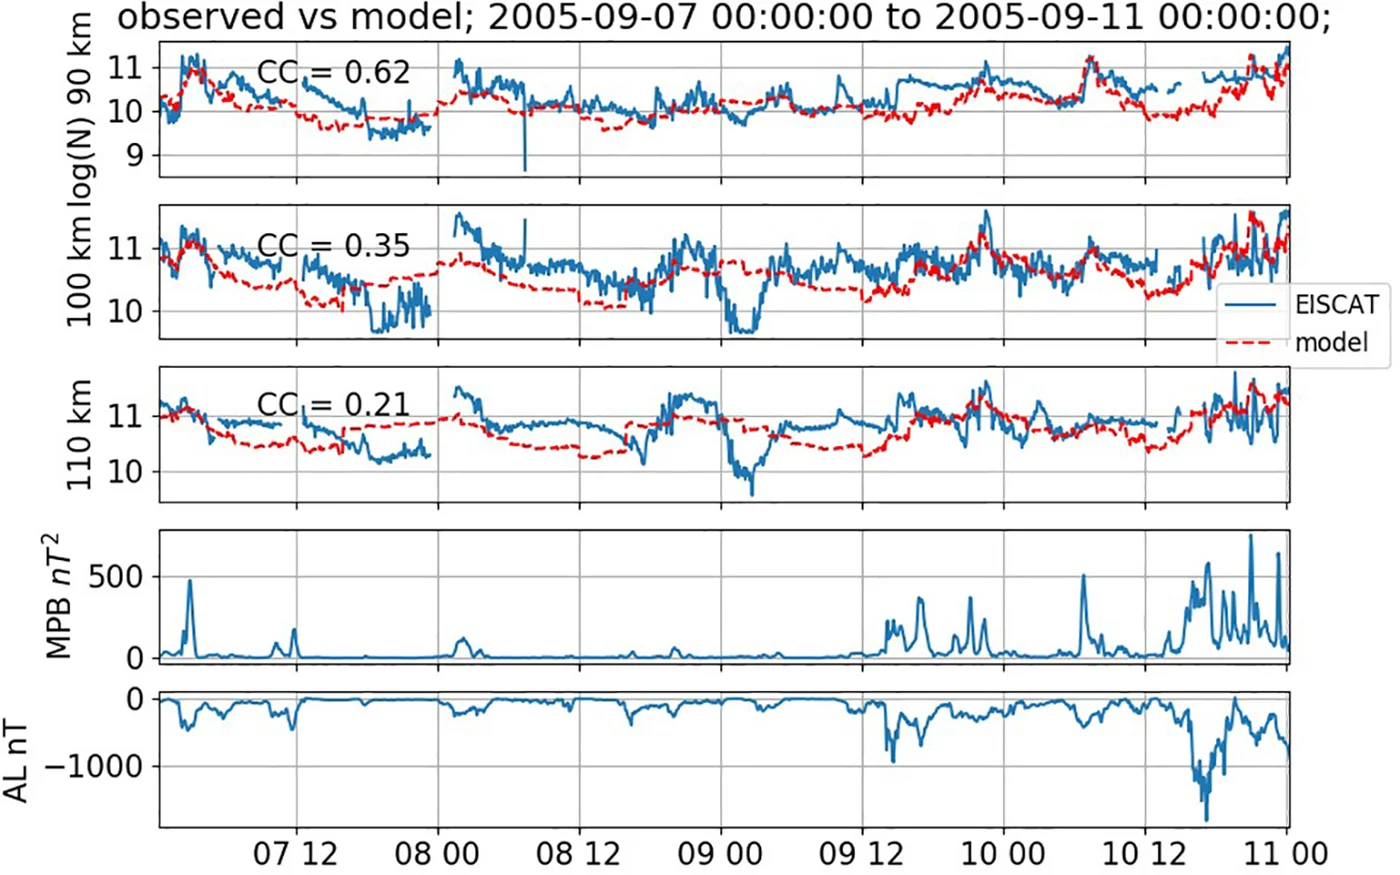 observed vs model; 2005-09-07 00:00:00 to 2005-09-11 00:00:00;
log(N) 90 km
11
10
9
CC = 0.62
100 km
11
10
CC = 0.35
EISCAT
model
110 km
11
10
CC = 0.21
MPB nT²
500
0
AL nT
0
−1000
07 12 08 00 08 12 09 00 09 12 10 00 10 12 11 00